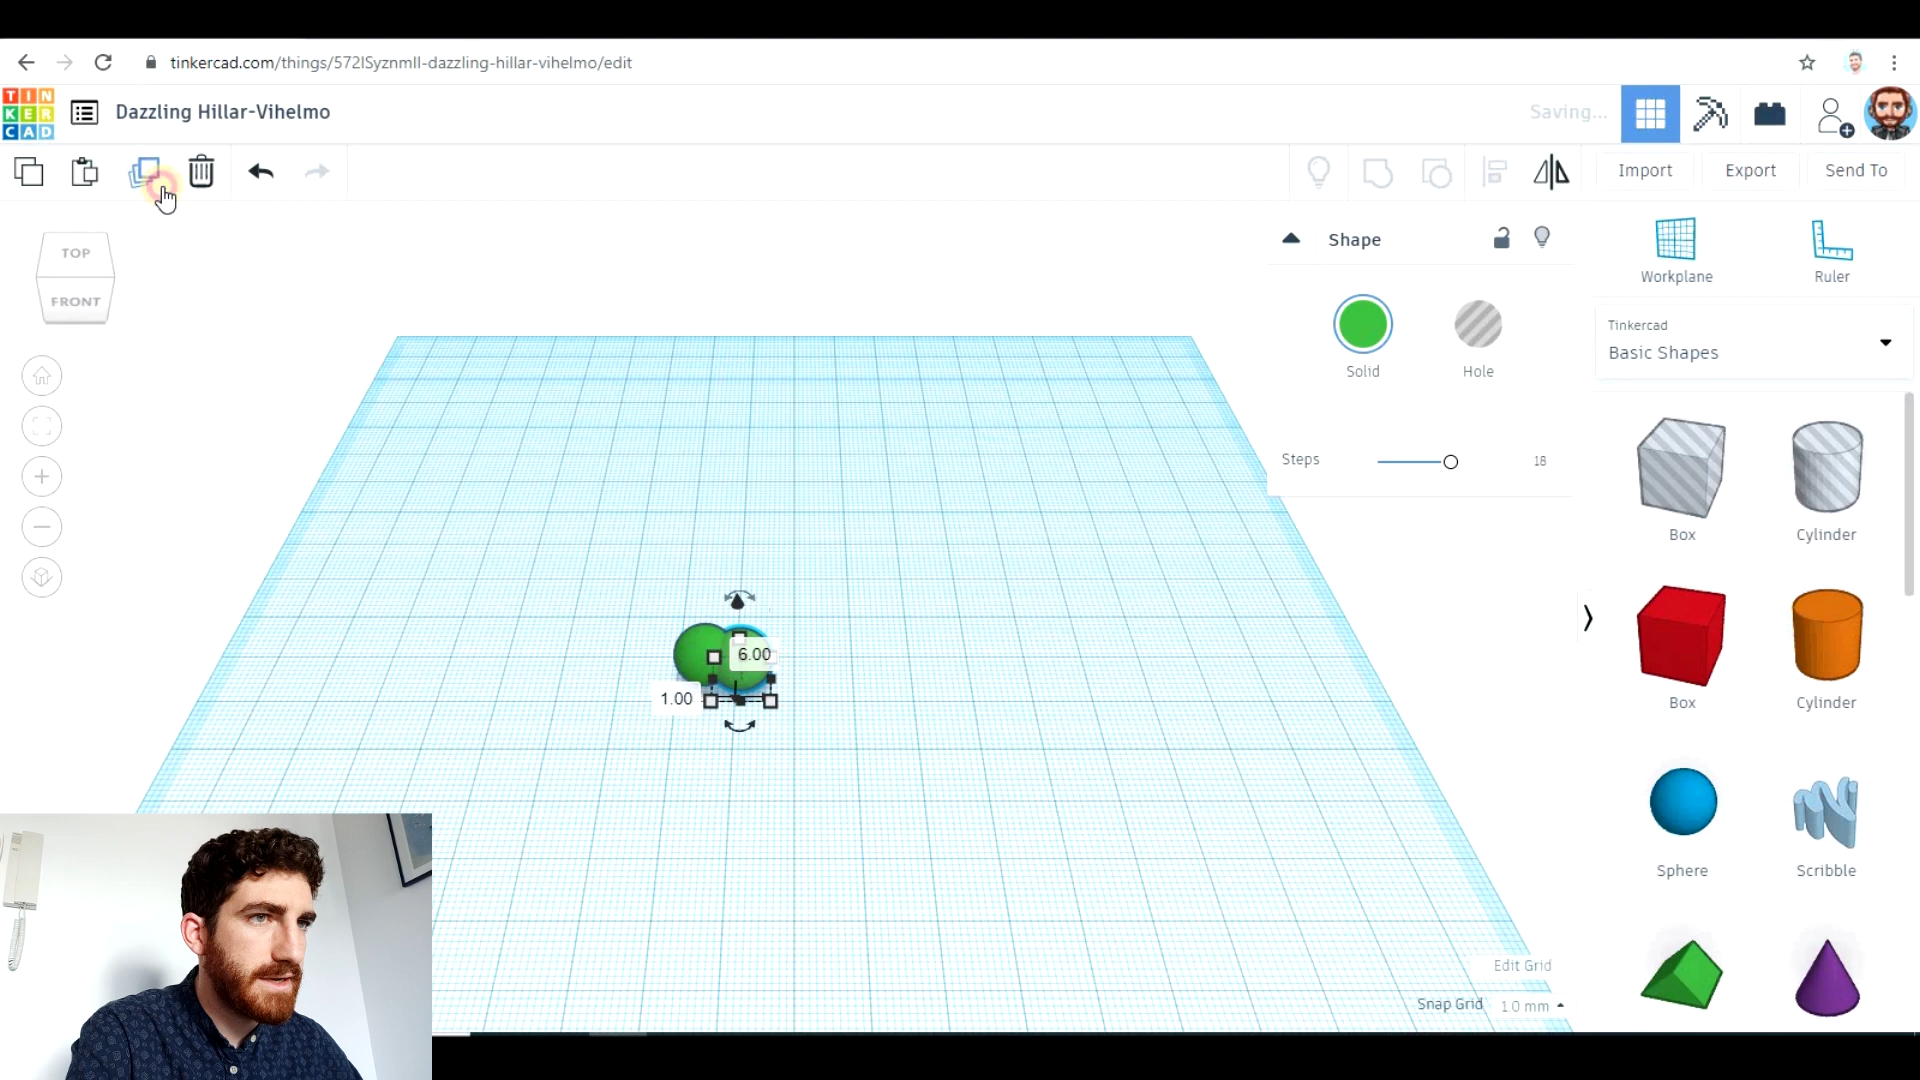 tinkercad.com/things/572ISyznmlI-dazzling-hillar-vihelmo/edit
TIN
KER
CAD
Dazzling Hillar-Vihelmo
Saving...
Import
Export
Send To
TOP
FRONT
Shape
Solid
Hole
Steps
18
Workplane
Ruler
Tinkercad
Basic Shapes
Box
Cylinder
Box
Cylinder
Sphere
Scribble
6.00
1.00
Edit Grid
Snap Grid
1.0 mm